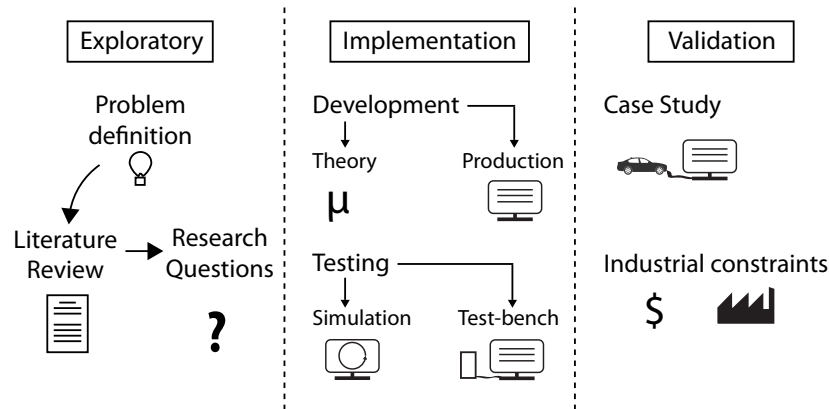 Exploratory
Problem
definition
Literature
Review
Research
Questions
?
Implementation
Development
Theory
Production
μ
Testing
Simulation
Test-bench
Validation
Case Study
Industrial constraints
$